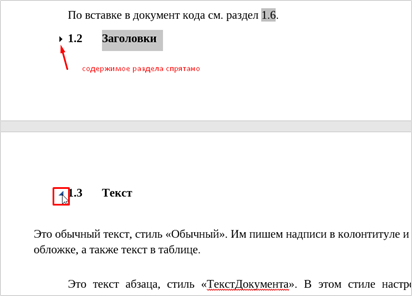 По вставке в документ кода см. раздел 1.6.
1.2 Заголовки
содержимое раздела спрятано
1.3 Текст
Это обычный текст, стиль «Обычный». Им пишем надписи в колонтитуле и
обложке, а также текст в таблице.
Это текст абзаца, стиль «ТекстДокумента». В этом стиле настро